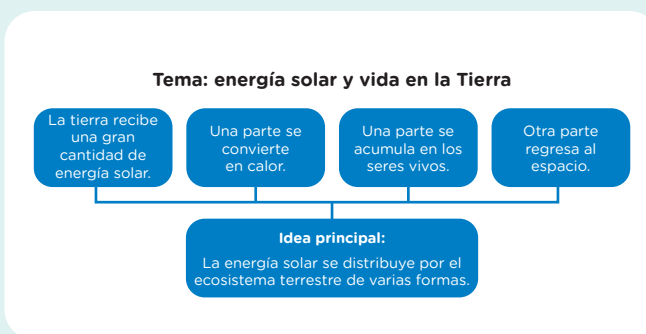 Tema: energía solar y vida en la Tierra
La tierra recibe
una gran
cantidad de
energía solar.
Una parte se
convierte
en calor.
Una parte se
acumula en los
seres vivos.
Otra parte
regresa al
espacio.
Idea principal:
La energía solar se distribuye por el
ecosistema terrestre de varias formas.